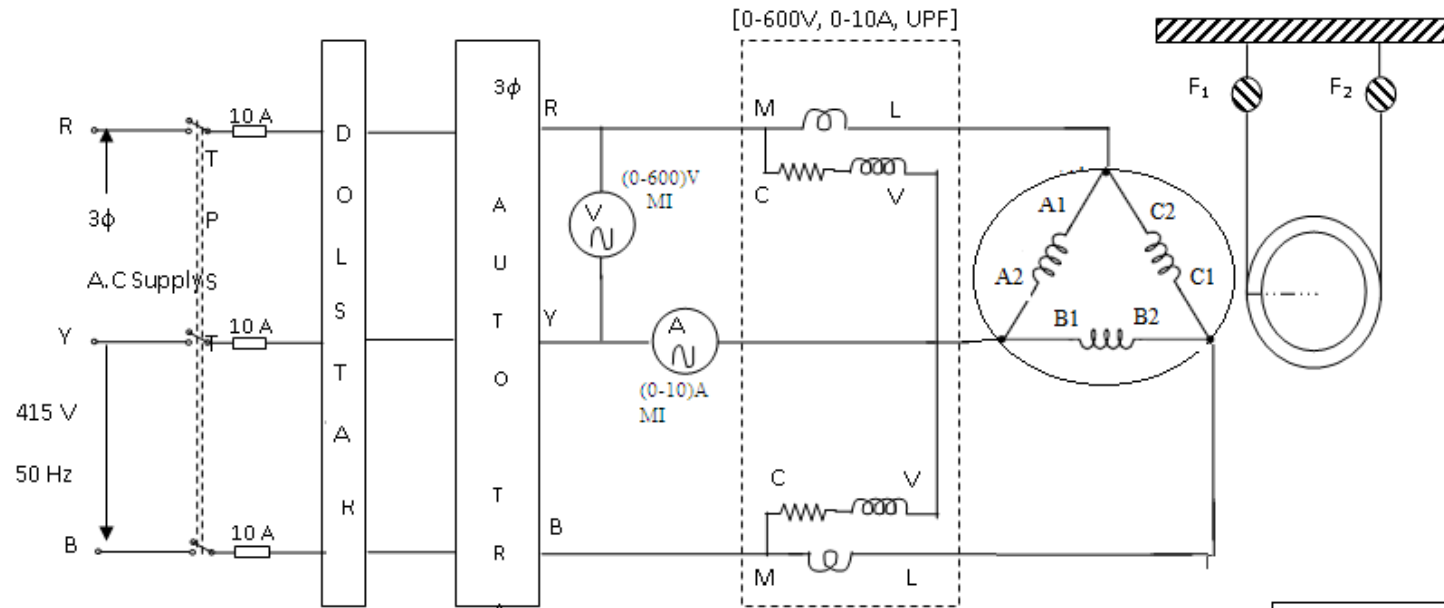 [0-600V, 0-10A, UPF]
3ϕ
F₁
F₂
R
10 A
D O L S T A R
R
M
L
T P S T
(0-600)V
MI
V
C
V
A1
C2
3ϕ
A U T O T R
A.C Supply
A2
C1
Y
10 A
Y
A
B1
B2
(0-10)A
MI
415 V
50 Hz
C
V
B
10 A
B
M
L